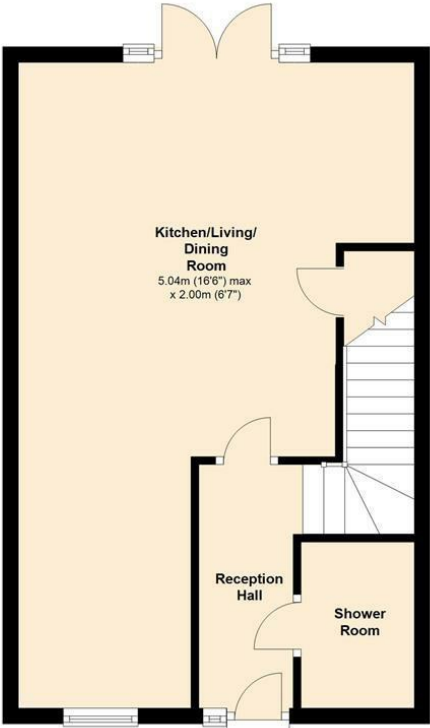 Kitchen/Living/
Dining
Room
5.04m (16'6") max
x 2.00m (6'7")
Reception
Hall
Shower
Room